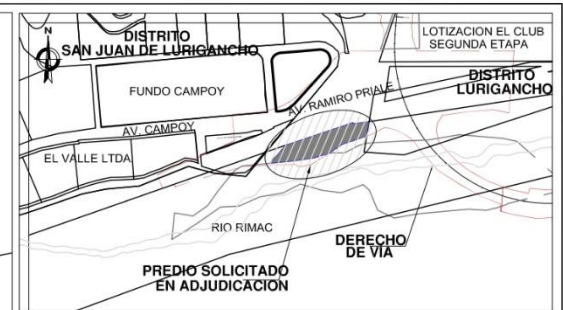 N
DISTRITO
SAN JUAN DE LURIGANCHO
LOTIZACION EL CLUB
SEGUNDA ETAPA
DISTRITO
LURIGANCHO
FUNDO CAMPOY
AV. RAMIRO PRIALE
AV. CAMPOY
EL VALLE LTDA.
RIO RIMAC
DERECHO
DE VIA
PREDIO SOLICITADO
EN ADJUDICACION